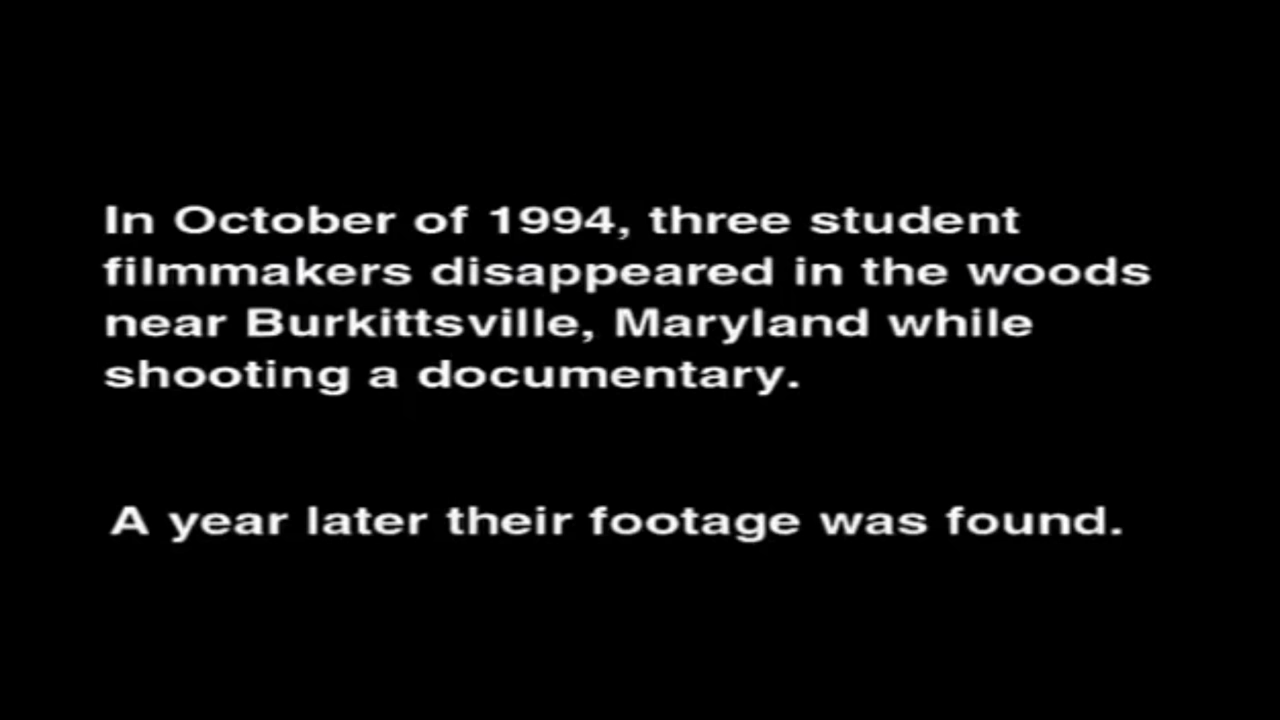 In October of 1994, three student
filmmakers disappeared in the woods
near Burkittsville, Maryland while
shooting a documentary.
A year later their footage was found.